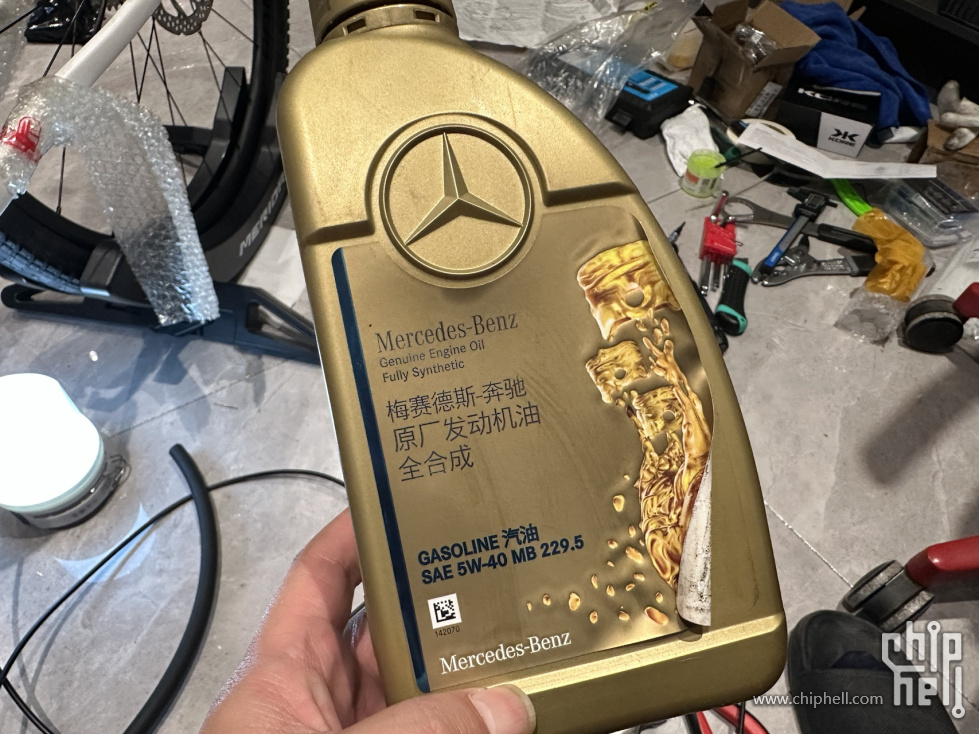 Mercedes-Benz
Genuine Engine Oil
Fully Synthetic
梅赛德斯-奔驰
原厂发动机油
全合成
GASOLINE 汽油
SAE 5W-40 MB 229.5
142070
Mercedes-Benz
www.chiphell.com
chip
hell